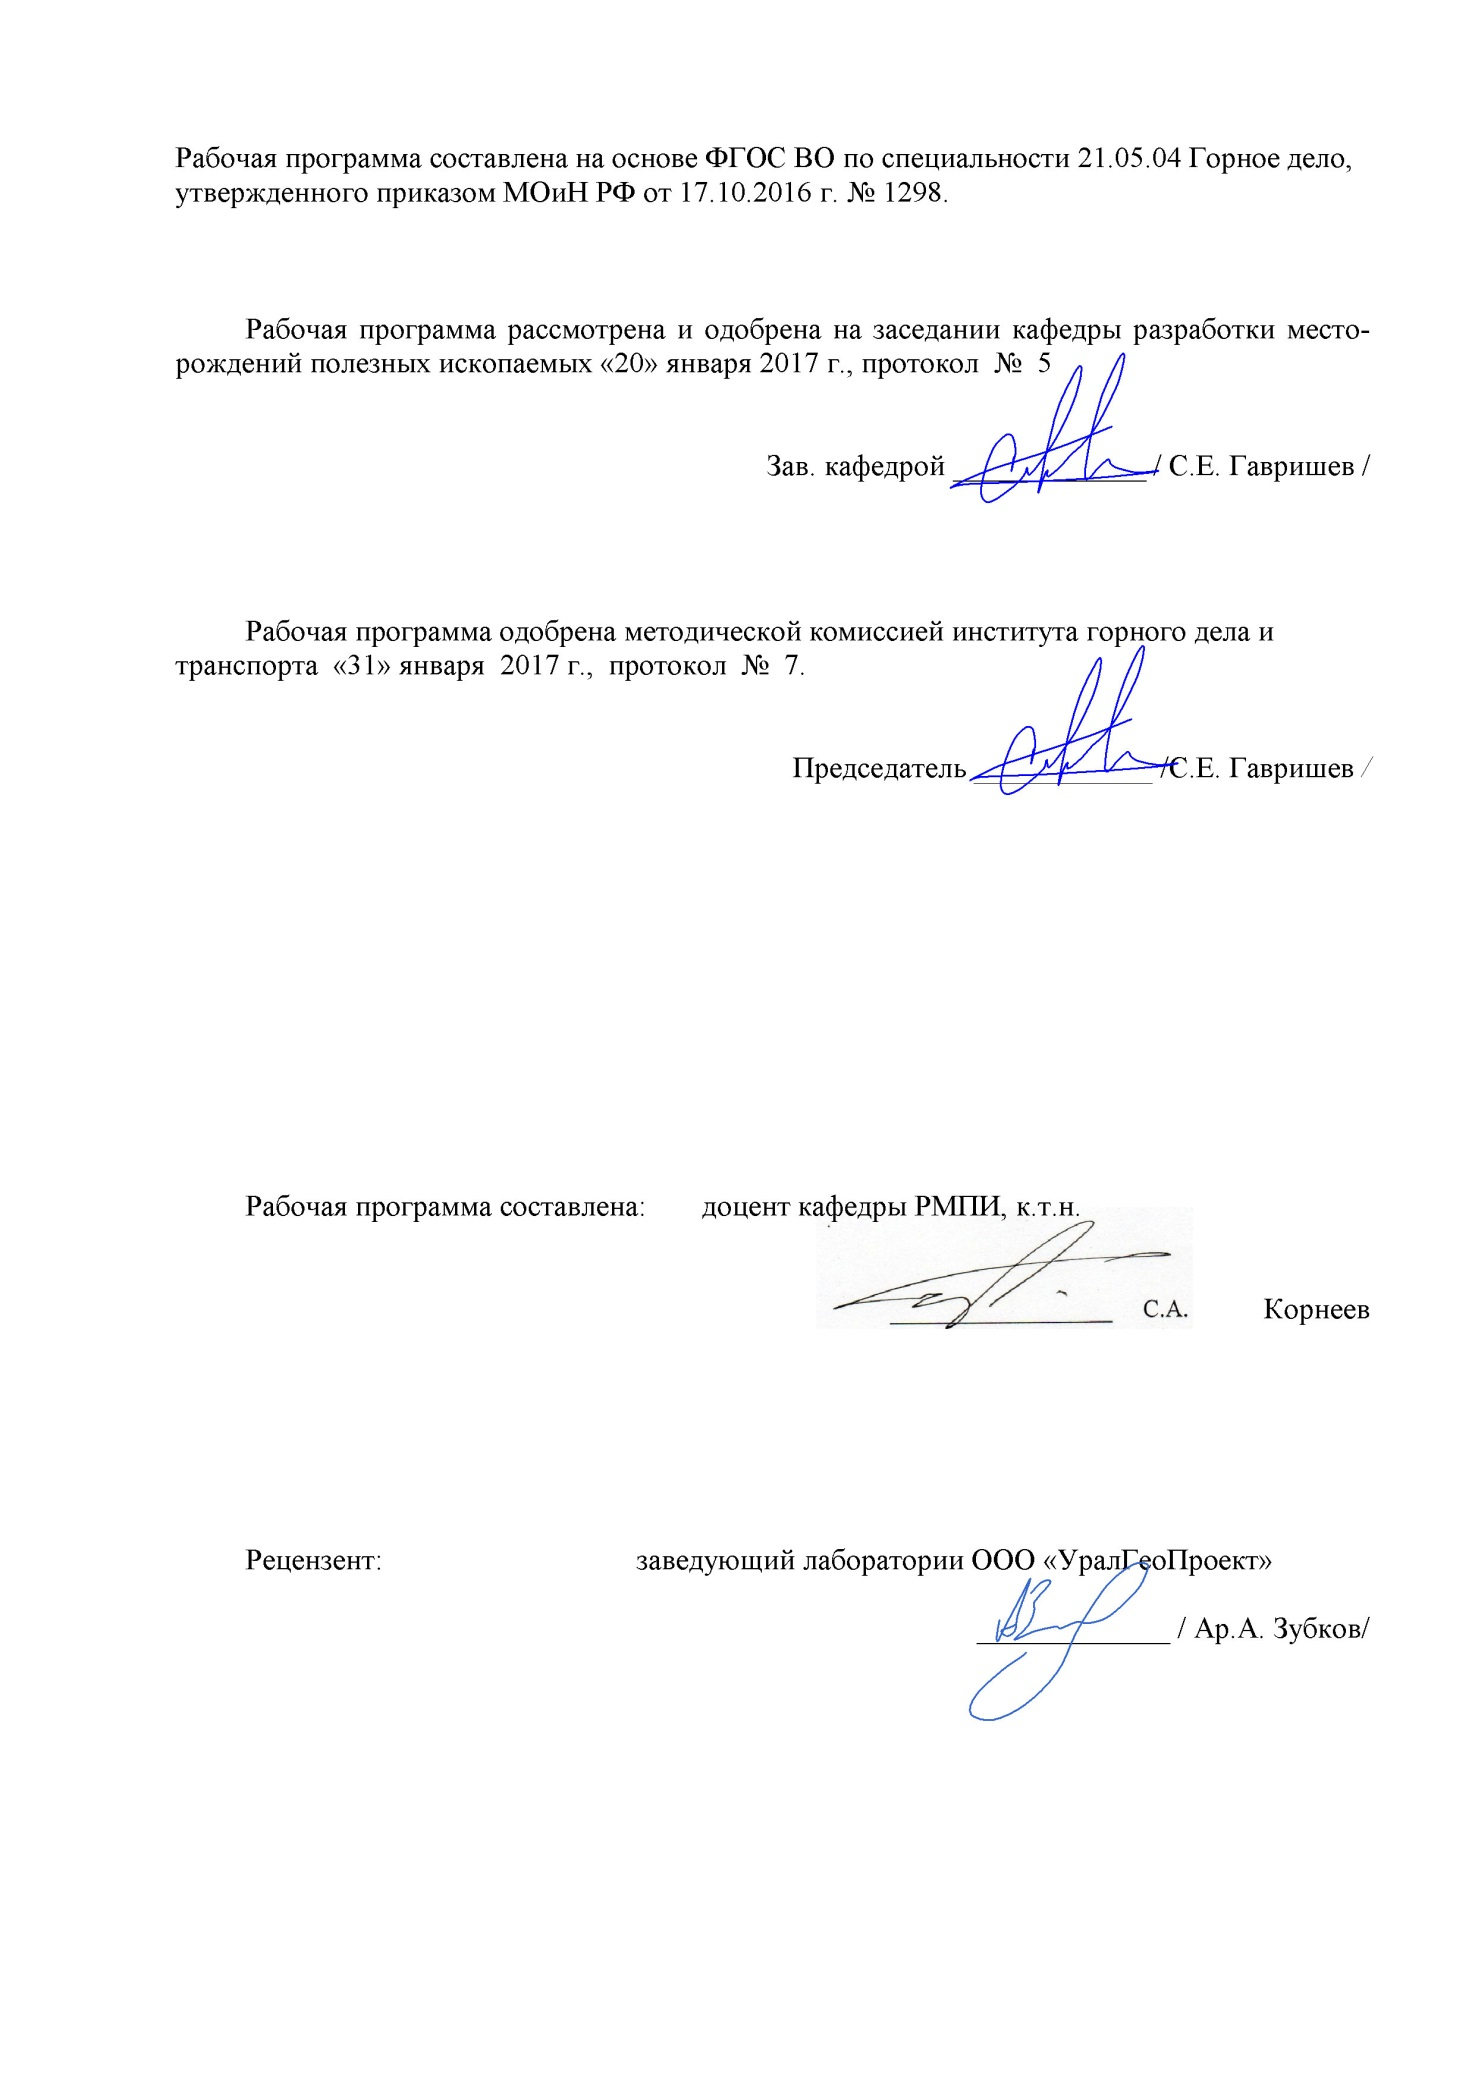 Рабочая программа составлена на основе ФГОС ВО по специальности 21.05.04 Горное дело,
утвержденного приказом МОиН РФ от 17.10.2016 г. № 1298.
Рабочая программа рассмотрена и одобрена на заседании кафедры разработки место-
рождений полезных ископаемых «20» января 2017 г., протокол № 5
Зав. кафедрой ______________ / С.Е. Гавришев /
Рабочая программа одобрена методической комиссией института горного дела и
транспорта «31» января 2017 г., протокол № 7.
Председатель _____________ /С.Е. Гавришев /
Рабочая программа составлена: доцент кафедры РМПИ, к.т.н.
________________ С.А. Корнеев
Рецензент: заведующий лаборатории ООО «УралГеоПроект»
______________ / Ар.А. Зубков/